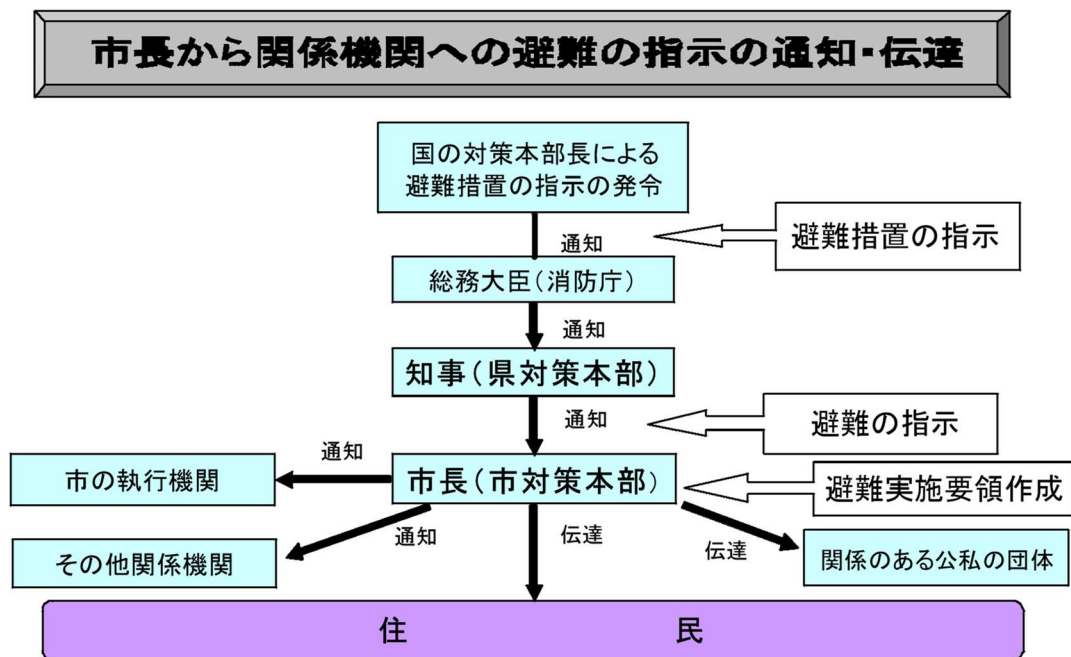 市長から関係機関への避難の指示の通知・伝達
国の対策本部長による
避難措置の指示の発令
通知
避難措置の指示
総務大臣(消防庁)
通知
知事(県対策本部)
通知
避難の指示
市長(市対策本部)
避難実施要領作成
通知
市の執行機関
通知
その他関係機関
伝達
伝達
関係のある公私の団体
住 民